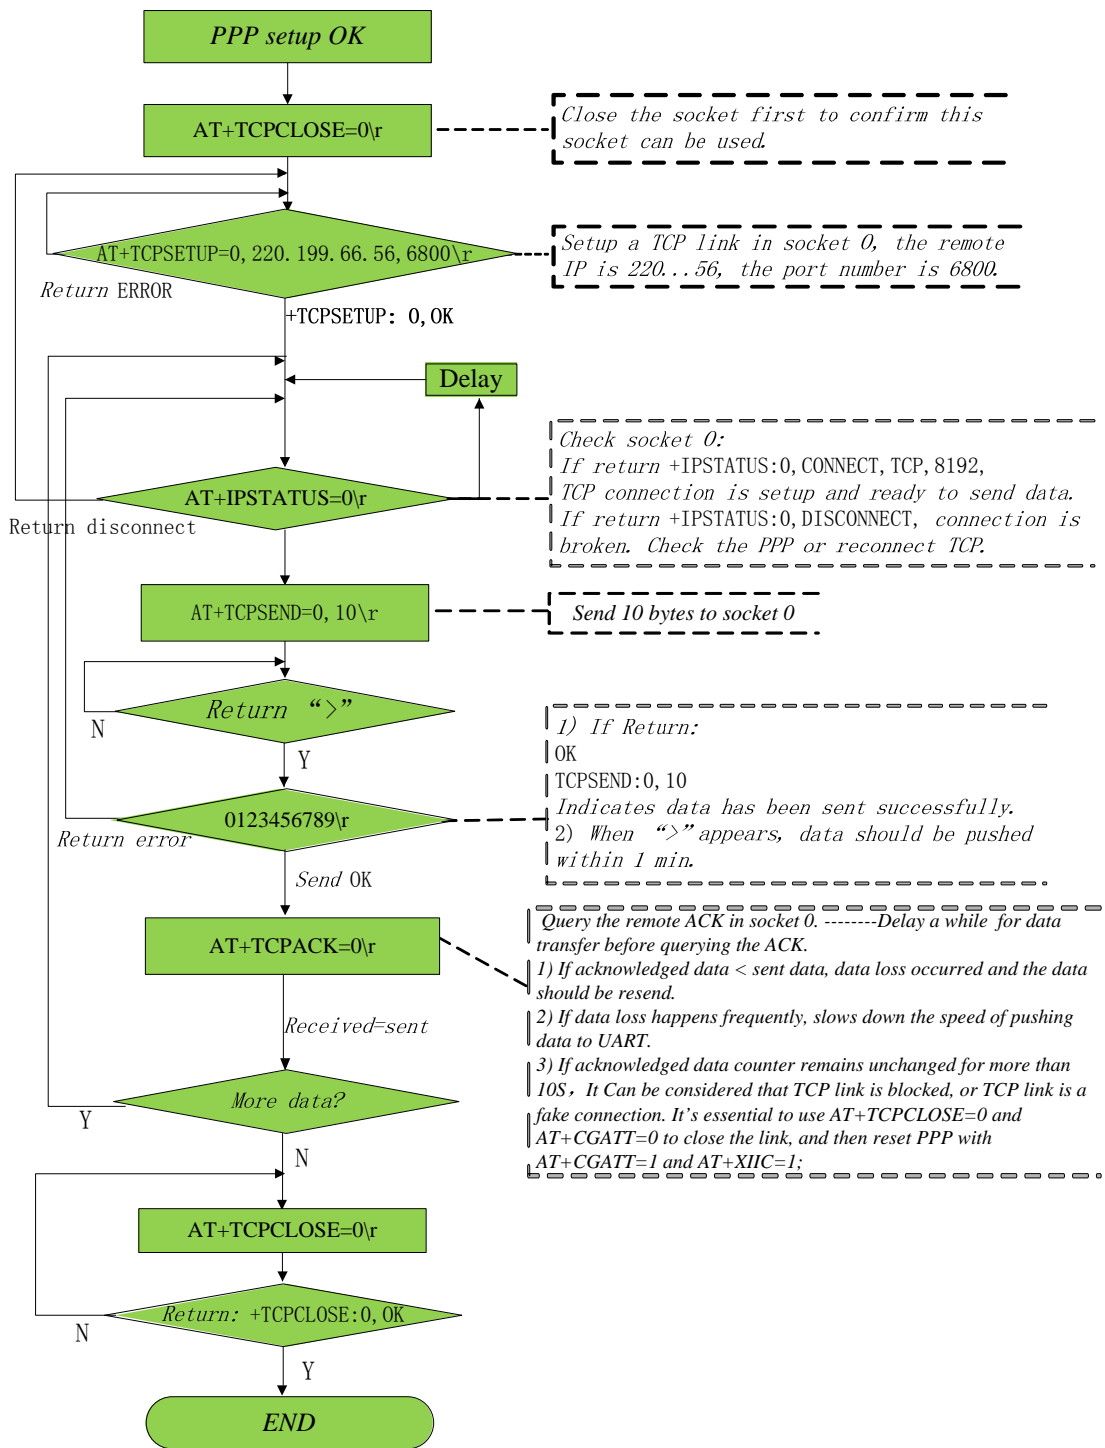 PPP setup OK
AT+TCPCLOSE=0\r
Close the socket first to confirm this
socket can be used.
AT+TCPSETUP=0,220.199.66.56,6800\r
Setup a TCP link in socket 0, the remote
IP is 220...56, the port number is 6800.
Return ERROR
+TCPSETUP: 0,OK
Delay
Check socket 0:
If return +IPSTATUS:0,CONNECT,TCP,8192,
TCP connection is setup and ready to send data.
If return +IPSTATUS:0,DISCONNECT, connection is
broken. Check the PPP or reconnect TCP.
AT+IPSTATUS=0\r
Return disconnect
AT+TCPSEND=0,10\r
Send 10 bytes to socket 0
Return “>”
N
Y
1) If Return:
OK
TCPSEND:0,10
Indicates data has been sent successfully.
2) When “>” appears, data should be pushed
within 1 min.
0123456789\r
Return error
Send OK
AT+TCPACK=0\r
Query the remote ACK in socket 0. --------Delay a while for data
transfer before querying the ACK.
1) If acknowledged data < sent data, data loss occurred and the data
should be resend.
2) If data loss happens frequently, slows down the speed of pushing
data to UART.
3) If acknowledged data counter remains unchanged for more than
10S，It Can be considered that TCP link is blocked, or TCP link is a
fake connection. It’s essential to use AT+TCPCLOSE=0 and
AT+CGATT=0 to close the link, and then reset PPP with
AT+CGATT=1 and AT+XIIC=1;
Received=sent
More data?
Y
N
AT+TCPCLOSE=0\r
Return: +TCPCLOSE:0,OK
N
Y
END